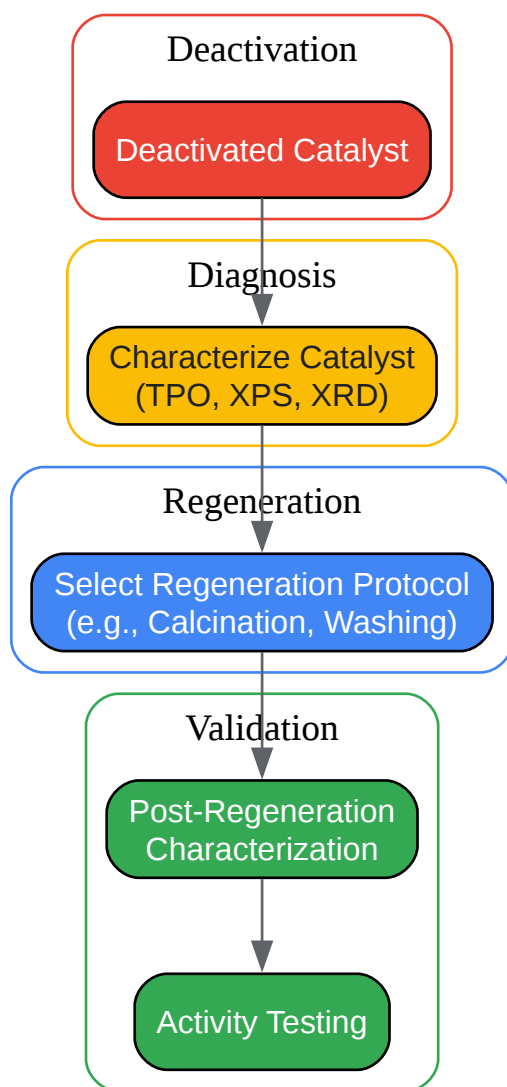 Deactivation
Deactivated Catalyst
Diagnosis
Characterize Catalyst
(TPO, XPS, XRD)
Regeneration
Select Regeneration Protocol
(e.g., Calcination, Washing)
Validation
Post-Regeneration
Characterization
Activity Testing